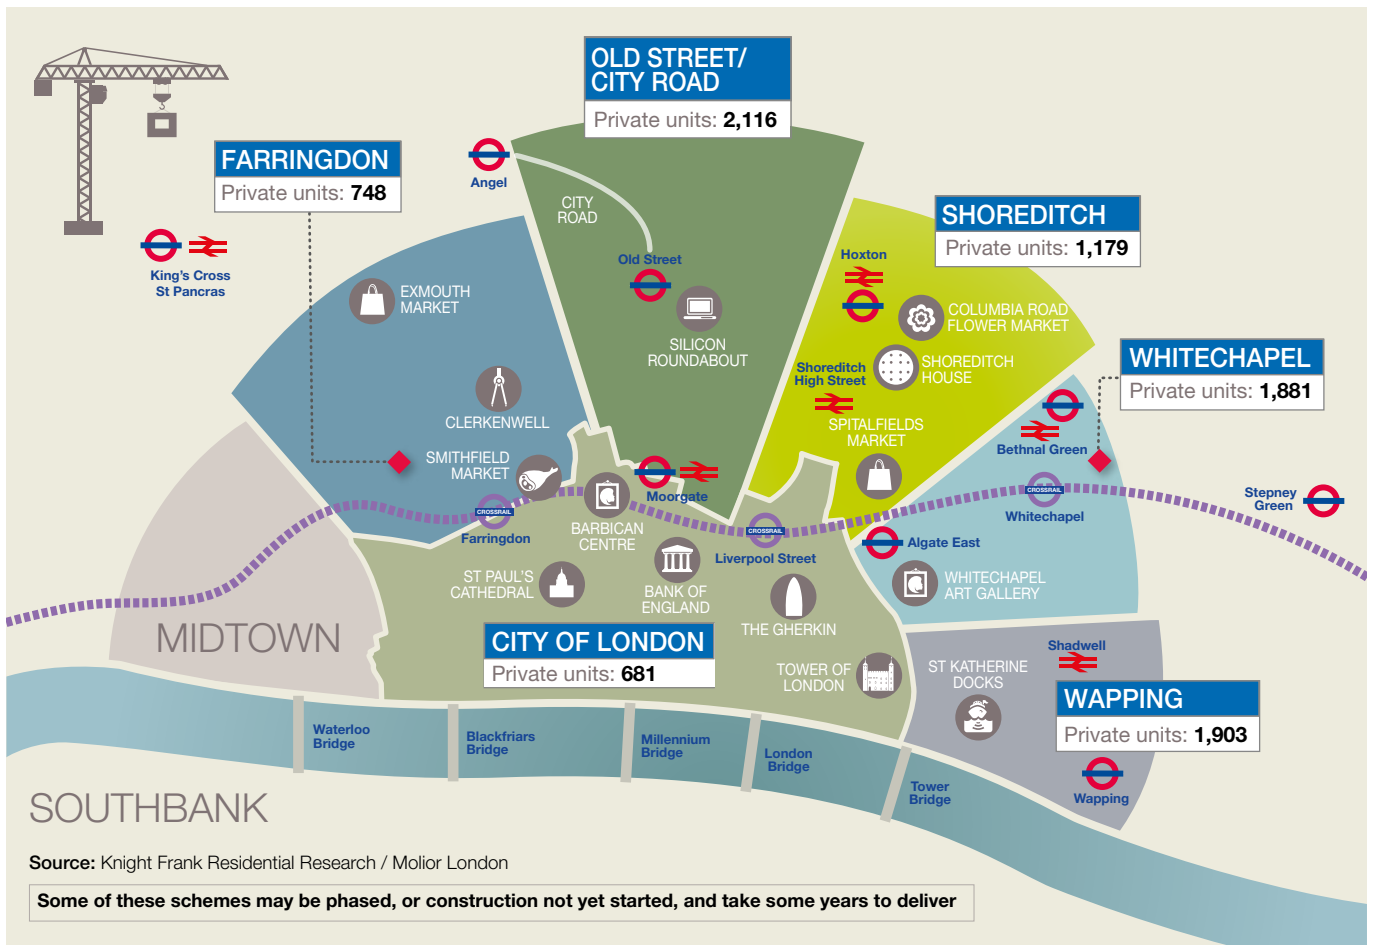 OLD STREET/
CITY ROAD
Private units: 2,116
FARRINGDON
Private units: 748
Angel
CITY
ROAD
SHOREDITCH
Private units: 1,179
King's Cross
St Pancras
Old Street
Hoxton
EXMOUTH
MARKET
COLUMBIA ROAD
FLOWER MARKET
SILICON
ROUNDABOUT
Shoreditch
High Street
SHOREDITCH
HOUSE
WHITECHAPEL
Private units: 1,881
CLERKENWELL
SPITALFIELDS
MARKET
Bethnal Green
SMITHFIELD
MARKET
Moorgate
CROSSRAIL
Whitechapel
Stepney
Green
CROSSRAIL
Farringdon
BARBICAN
CENTRE
CROSSRAIL
Liverpool Street
Algate East
ST PAUL'S
CATHEDRAL
BANK OF
ENGLAND
WHITECHAPEL
ART GALLERY
THE GHERKIN
MIDTOWN
CITY OF LONDON
Private units: 681
TOWER OF
LONDON
ST KATHERINE
DOCKS
Shadwell
WAPPING
Private units: 1,903
Wapping
Waterloo
Bridge
Blackfriars
Bridge
Millennium
Bridge
London
Bridge
Tower
Bridge
SOUTHBANK
Source: Knight Frank Residential Research / Molior London
Some of these schemes may be phased, or construction not yet started, and take some years to deliver